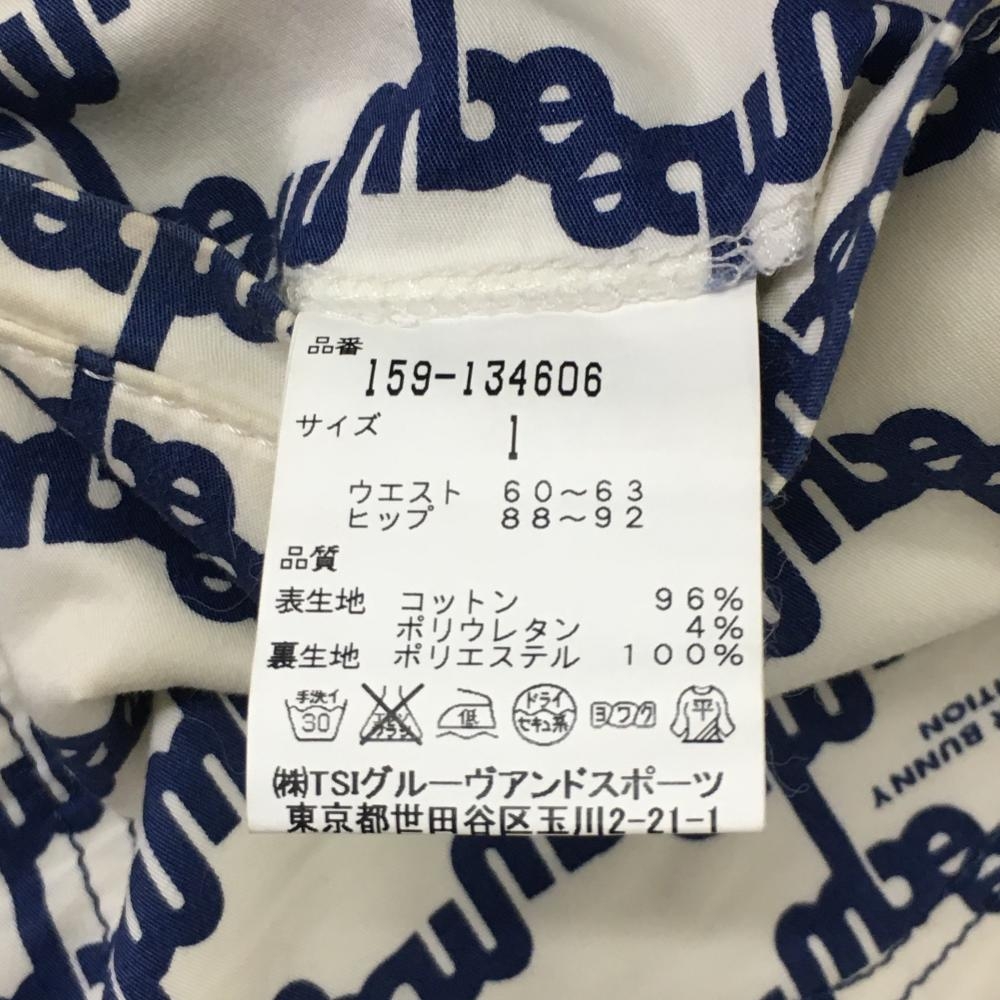 品番
159-134606
サイズ 1
ウエスト 60～63
ヒップ 88～92
品質
表生地 コットン 96%
ポリウレタン 4%
裏生地 ポリエステル 100%
手洗イ 30 低 ドライ セキユ系 ヨワク 平
㈱TSIグルーヴアンドスポーツ
東京都世田谷区玉川2-21-1
BUNNY